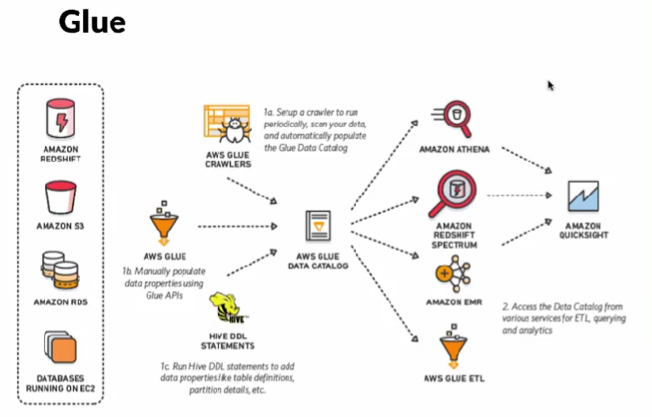 Glue
AMAZON
REDSHIFT
AMAZON S3
AMAZON RDS
DATABASES
RUNNING ON EC2
AWS GLUE
CRAWLERS
1a. Setup a crawler to run
periodically, scan your data,
and automatically populate
the Glue Data Catalog
AWS GLUE
1b. Manually populate
data properties using
Glue APIs
HIVE
HIVE DDL
STATEMENTS
1c. Run Hive DDL statements to add
data properties like table definitions,
partition details, etc.
AWS GLUE
DATA CATALOG
AMAZON ATHENA
AMAZON
REDSHIFT
SPECTRUM
AMAZON EMR
AWS GLUE ETL
AMAZON
QUICKSIGHT
2. Access the Data Catalog from
various services for ETL, querying
and analytics